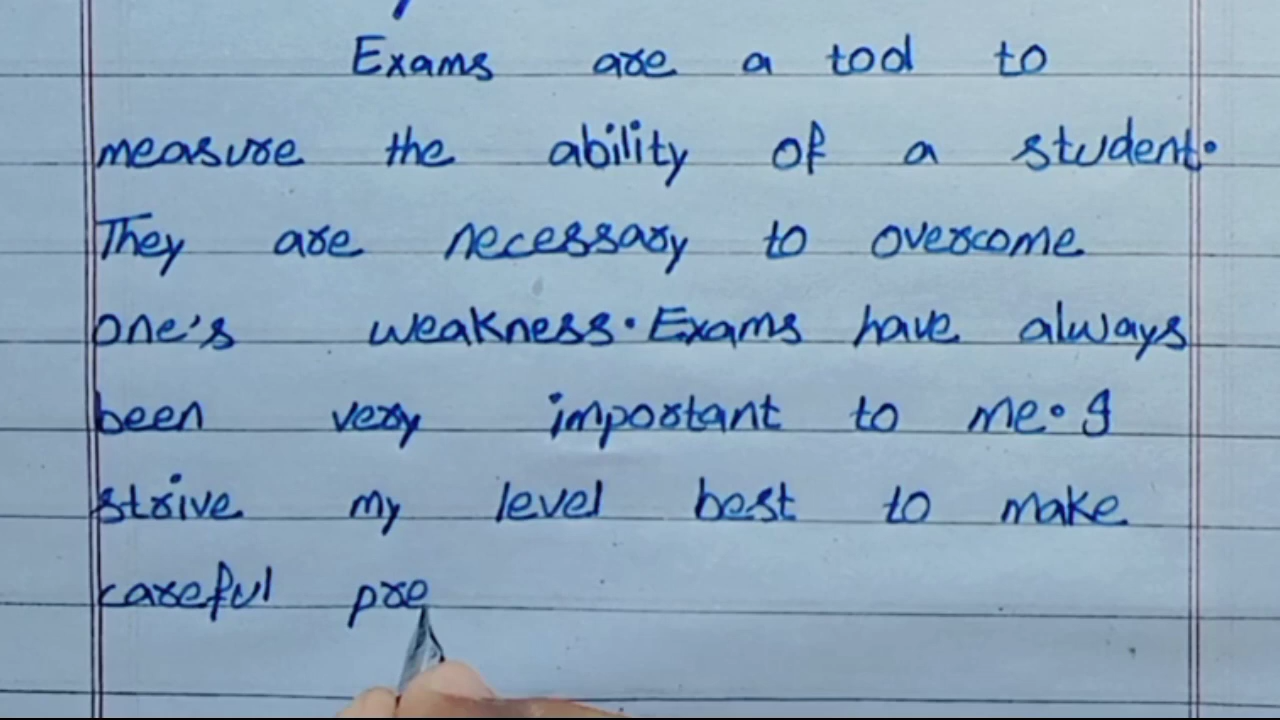 Exams are a tool to
measure the ability of a student.
They are necessary to overcome
one's weakness. Exams have always
been very important to me. I
strive my level best to make
careful pre